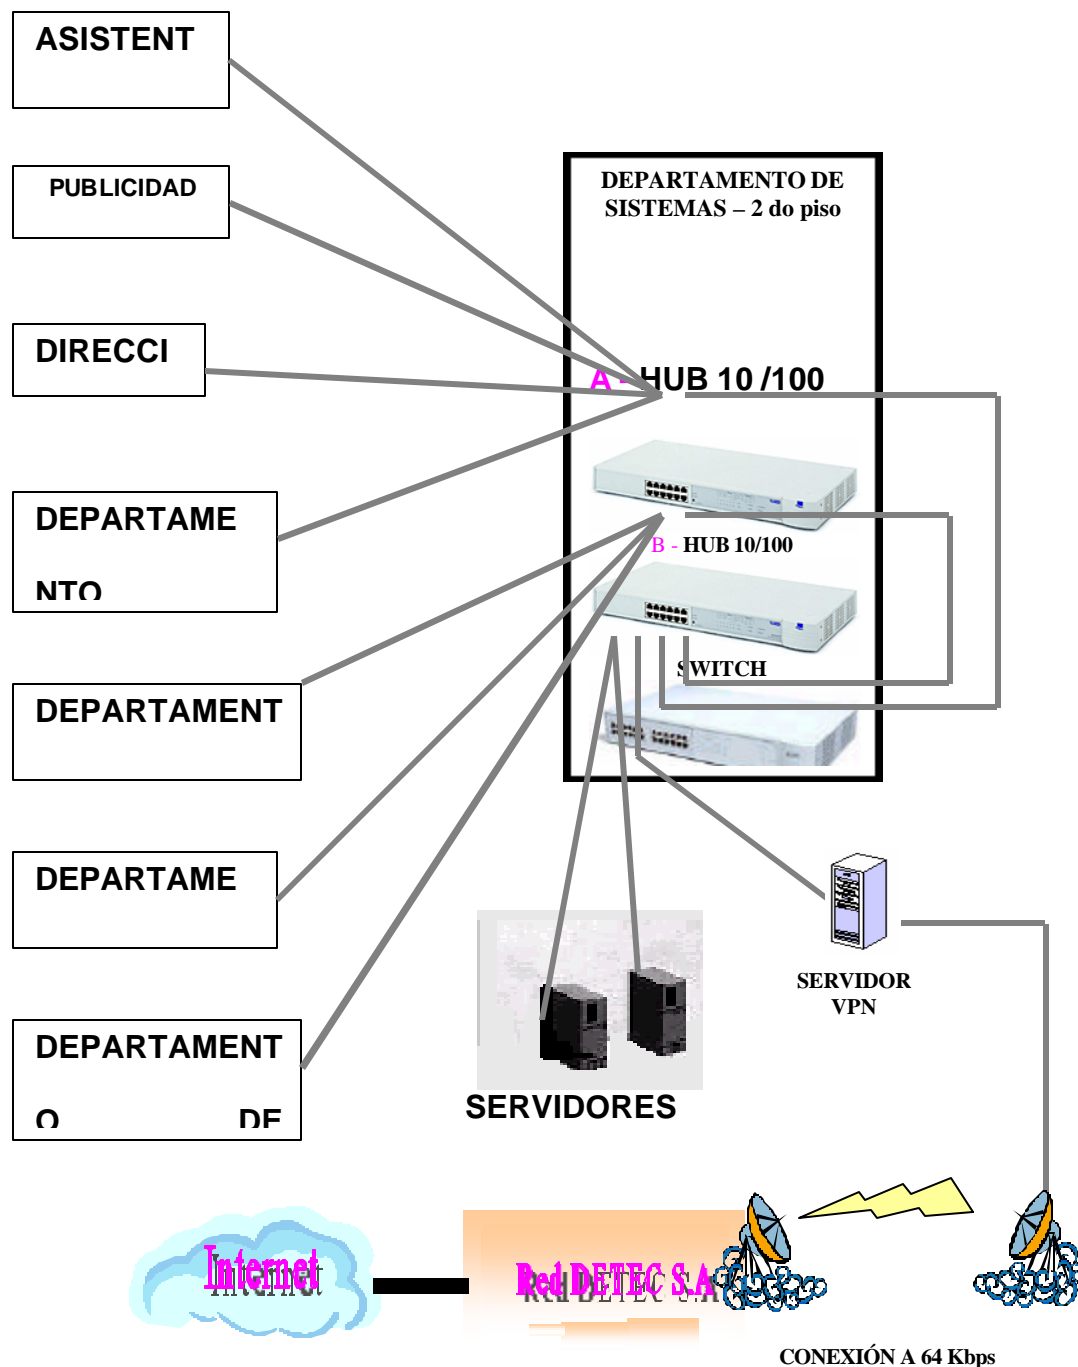 ASISTENT
PUBLICIDAD
DIRECCI
DEPARTAME
NTO
DEPARTAMENT
DEPARTAME
DEPARTAMENT
O DE
DEPARTAMENTO DE
SISTEMAS – 2 do piso
A - HUB 10 /100
B - HUB 10/100
SWITCH
SERVIDOR
VPN
SERVIDORES
Internet
Red DETEC S.A
CONEXIÓN A 64 Kbps